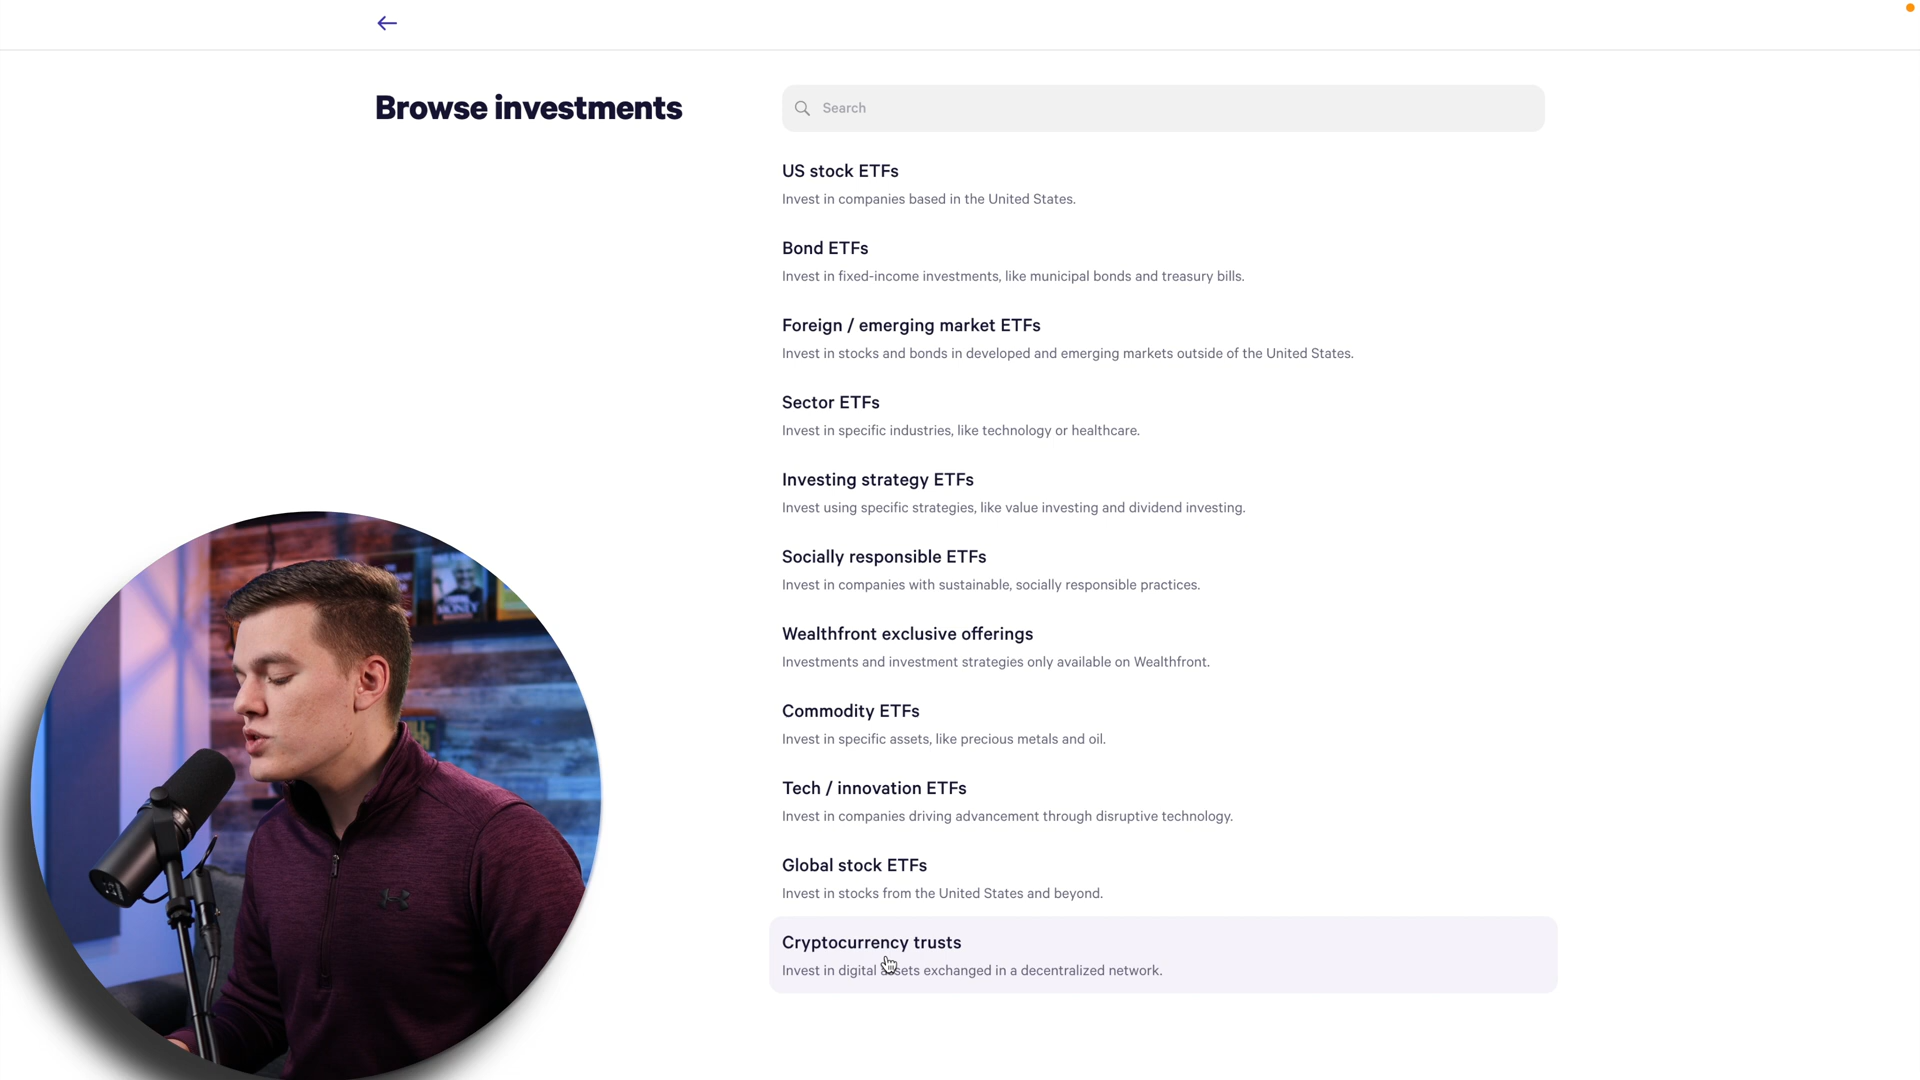 Browse investments
Search
US stock ETFs
Invest in companies based in the United States.
Bond ETFs
Invest in fixed-income investments, like municipal bonds and treasury bills.
Foreign / emerging market ETFs
Invest in stocks and bonds in developed and emerging markets outside of the United States.
Sector ETFs
Invest in specific industries, like technology or healthcare.
Investing strategy ETFs
Invest using specific strategies, like value investing and dividend investing.
Socially responsible ETFs
Invest in companies with sustainable, socially responsible practices.
Wealthfront exclusive offerings
Investments and investment strategies only available on Wealthfront.
Commodity ETFs
Invest in specific assets, like precious metals and oil.
Tech / innovation ETFs
Invest in companies driving advancement through disruptive technology.
Global stock ETFs
Invest in stocks from the United States and beyond.
Cryptocurrency trusts
Invest in digital assets exchanged in a decentralized network.
MONEY